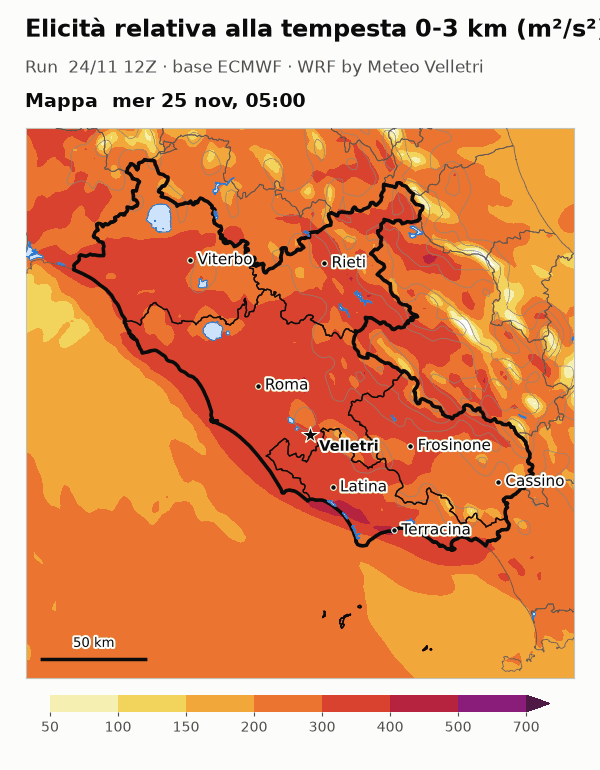 Elicità relativa alla tempesta 0-3 km (m²/s²)
Run 24/11 12Z · base ECMWF · WRF by Meteo Velletri
Mappa mer 25 nov, 05:00
Viterbo
Rieti
Roma
Velletri
Frosinone
Cassino
Latina
Terracina
50 km
50 100 150 200 300 400 500 700